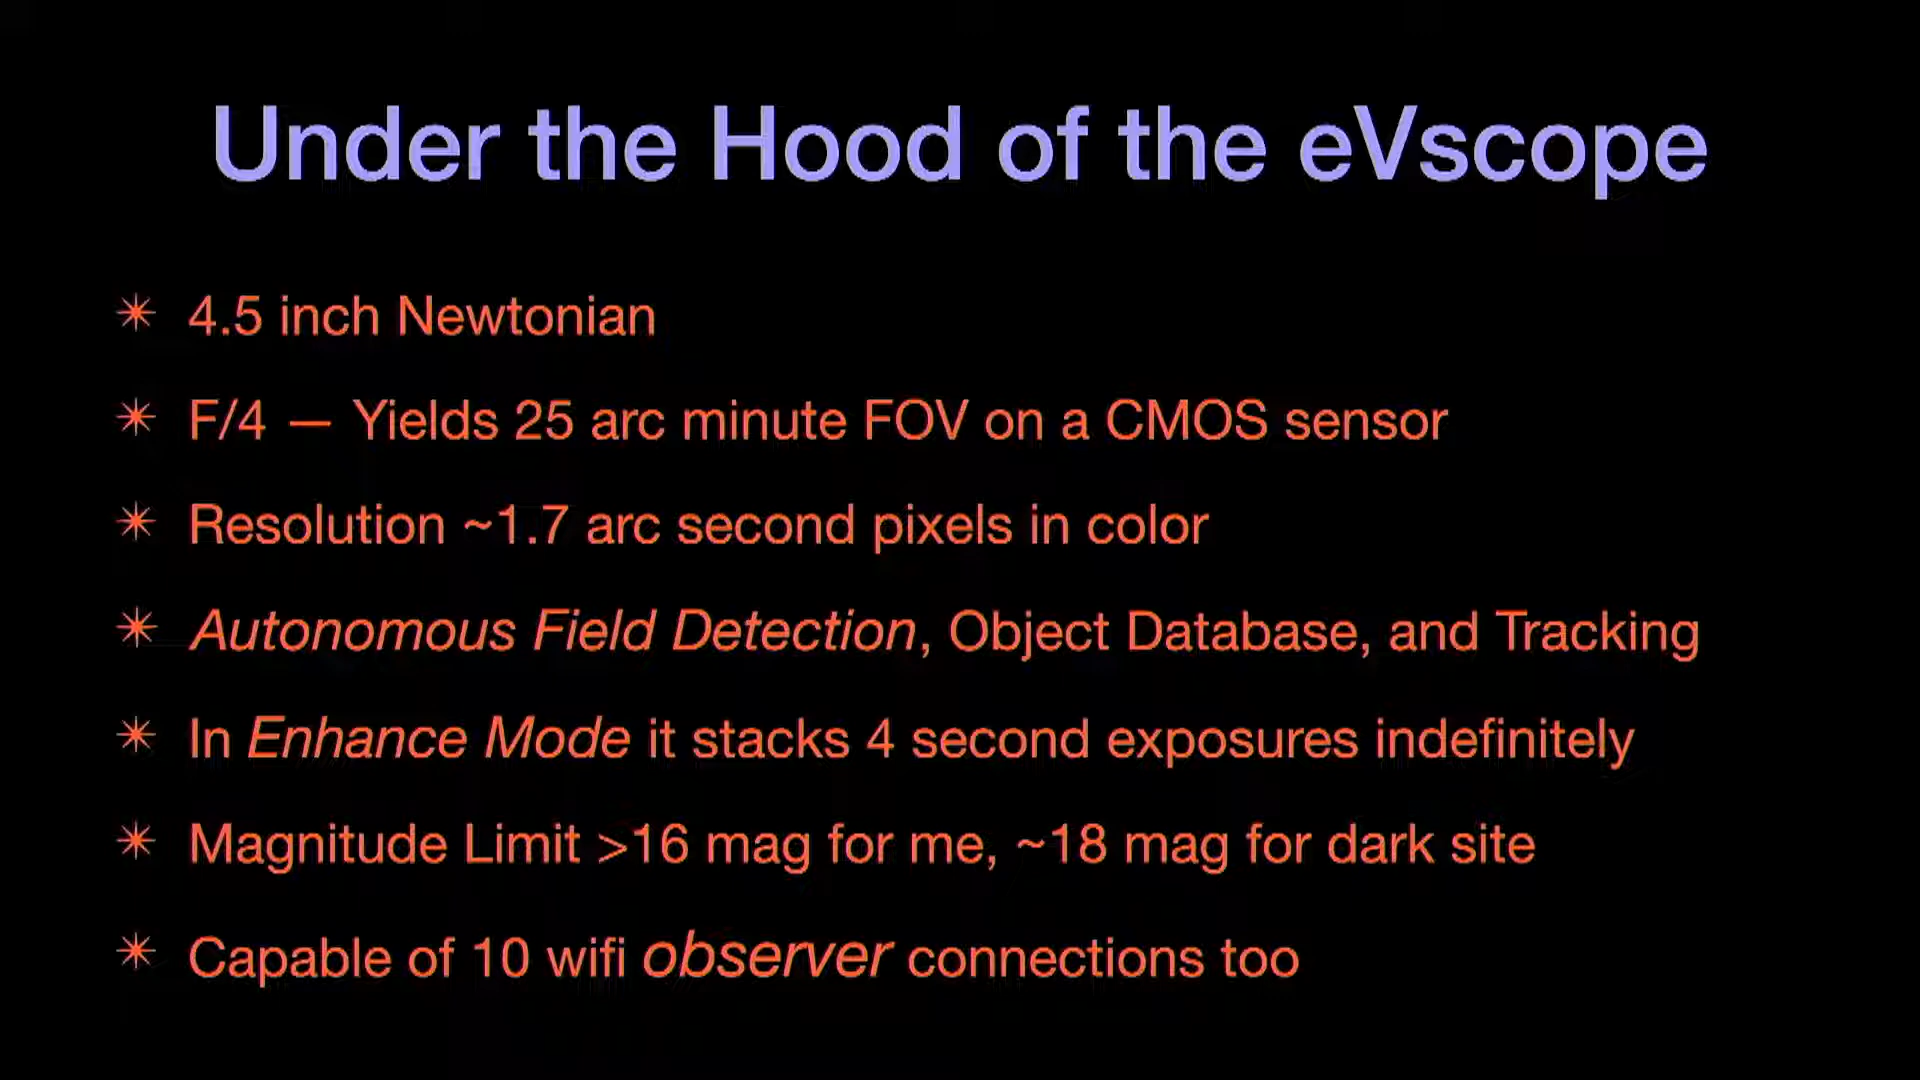 Under the Hood of the eVscope
✴ 4.5 inch Newtonian
✴ F/4 — Yields 25 arc minute FOV on a CMOS sensor
✴ Resolution ~1.7 arc second pixels in color
✴ Autonomous Field Detection, Object Database, and Tracking
✴ In Enhance Mode it stacks 4 second exposures indefinitely
✴ Magnitude Limit >16 mag for me, ~18 mag for dark site
✴ Capable of 10 wifi observer connections too